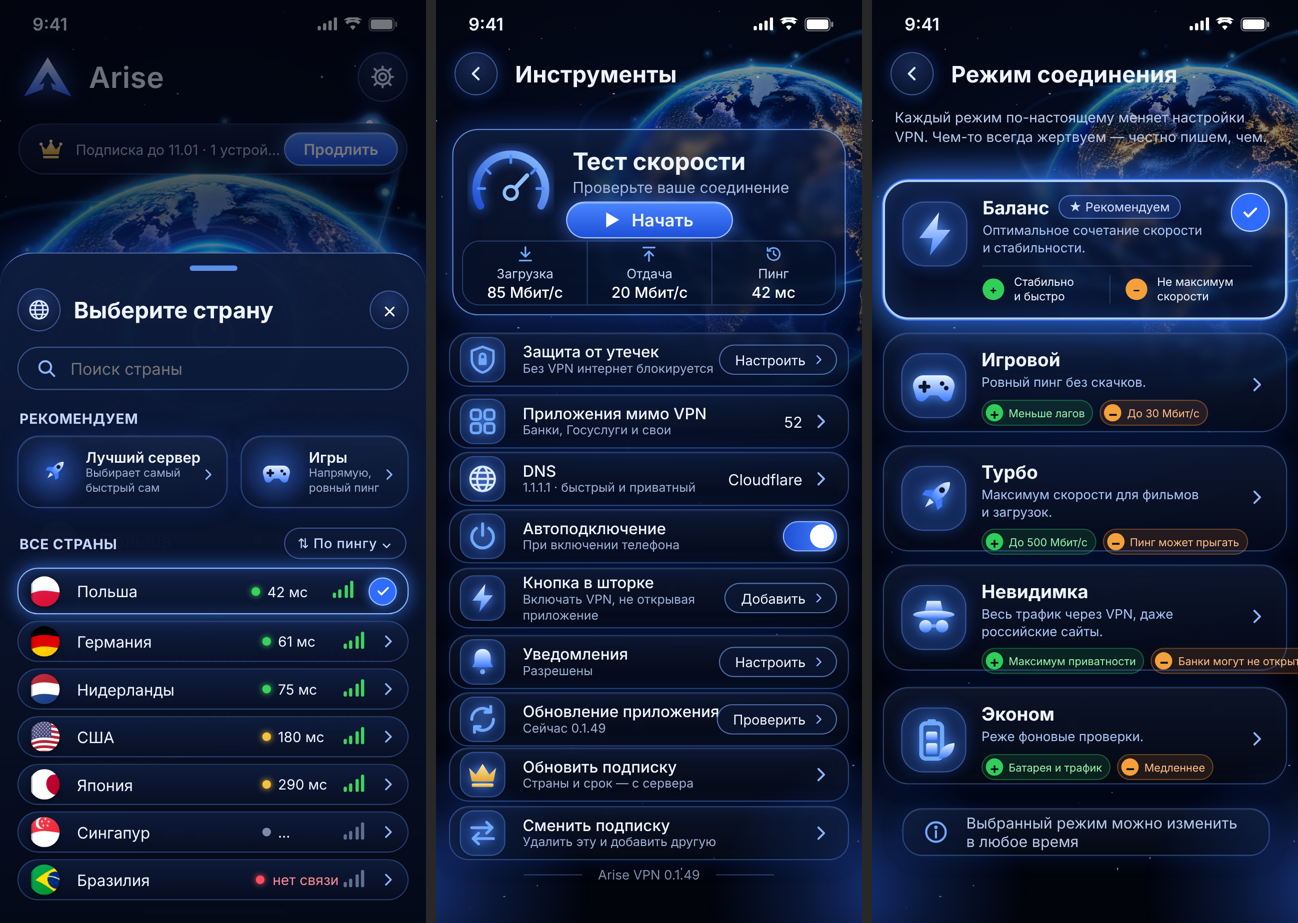 9:41
Arise
Подписка до 11.01 · 1 устрой...
Продлить
Выберите страну
Поиск страны
РЕКОМЕНДУЕМ
Лучший сервер
Выбирает самый
быстрый сам
Игры
Напрямую,
ровный пинг
ВСЕ СТРАНЫ
⇅ По пингу
Польша
42 мс
Германия
61 мс
Нидерланды
75 мс
США
180 мс
Япония
290 мс
Сингапур
...
Бразилия
нет связи
9:41
Инструменты
Тест скорости
Проверьте ваше соединение
Начать
Загрузка
85 Мбит/с
Отдача
20 Мбит/с
Пинг
42 мс
Защита от утечек
Без VPN интернет блокируется
Настроить
Приложения мимо VPN
Банки, Госуслуги и свои
52
DNS
1.1.1.1 · быстрый и приватный
Cloudflare
Автоподключение
При включении телефона
Кнопка в шторке
Включать VPN, не открывая
приложение
Добавить
Уведомления
Разрешены
Настроить
Обновление приложения
Сейчас 0.1.49
Проверить
Обновить подписку
Страны и срок — с сервера
Сменить подписку
Удалить эту и добавить другую
Arise VPN 0.1.49
9:41
Режим соединения
Каждый режим по-настоящему меняет настройки
VPN. Чем-то всегда жертвуем — честно пишем, чем.
Баланс
★ Рекомендуем
Оптимальное сочетание скорости
и стабильности.
Стабильно
и быстро
Не максимум
скорости
Игровой
Ровный пинг без скачков.
Меньше лагов
До 30 Мбит/с
Турбо
Максимум скорости для фильмов
и загрузок.
До 500 Мбит/с
Пинг может прыгать
Невидимка
Весь трафик через VPN, даже
российские сайты.
Максимум приватности
Банки могут не открыт
Эконом
Реже фоновые проверки.
Батарея и трафик
Медленнее
Выбранный режим можно изменить
в любое время